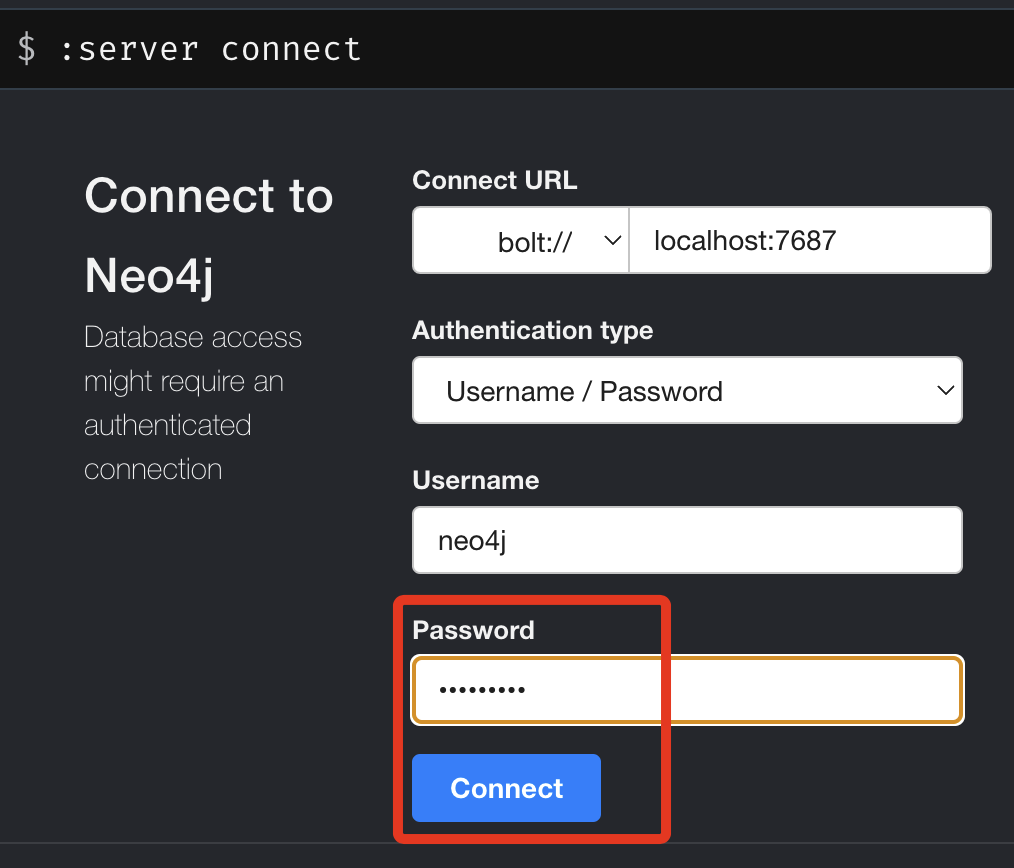 $ :server connect
Connect to
Neo4j
Database access
might require an
authenticated
connection
Connect URL
bolt:// localhost:7687
Authentication type
Username / Password
Username
neo4j
Password
•••••••••
Connect